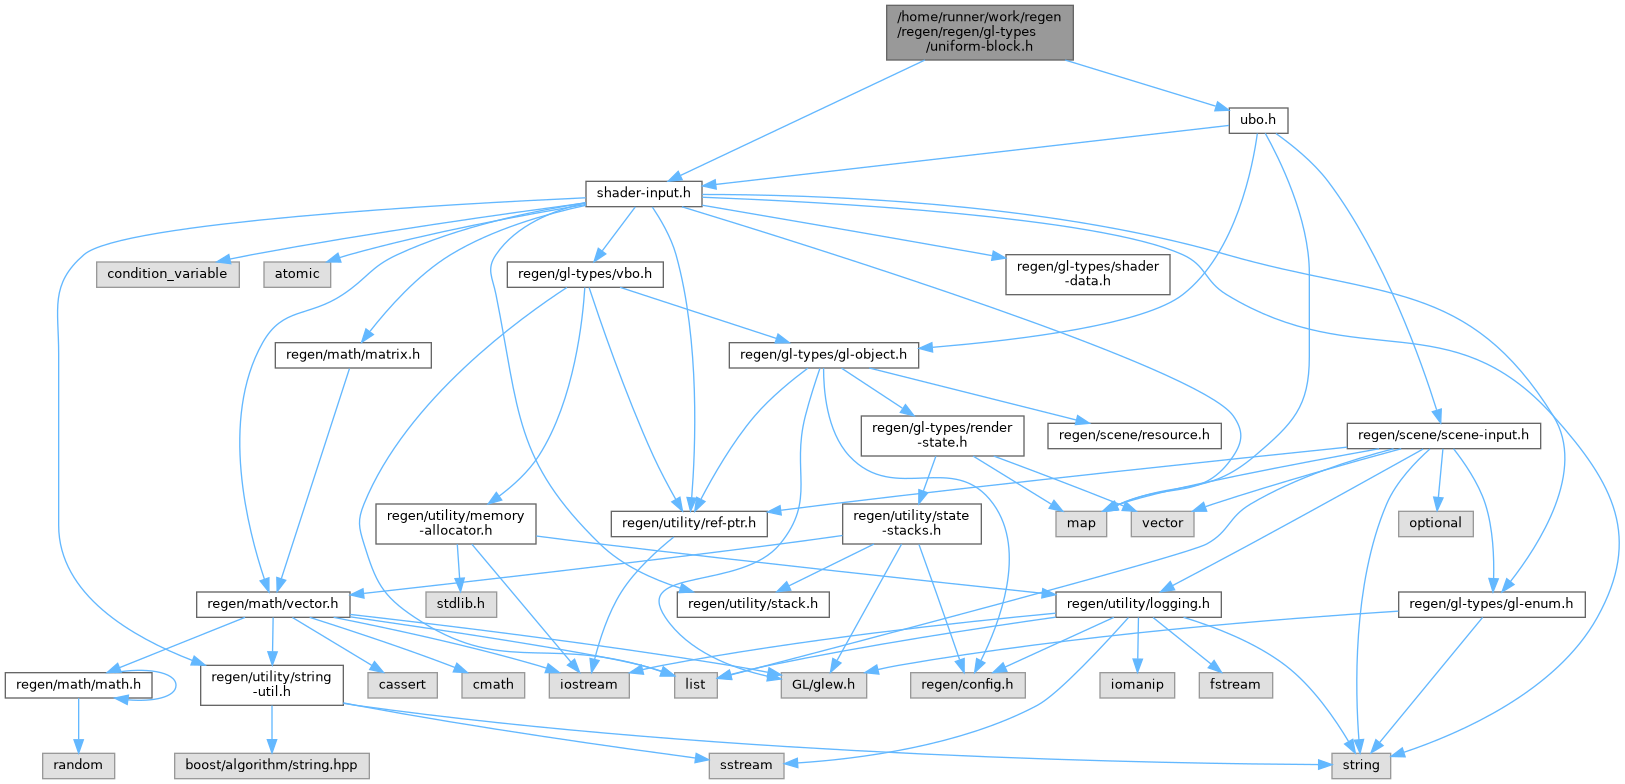 /home/runner/work/regen
/regen/regen/gl-types
/uniform-block.h
ubo.h
shader-input.h
condition_variable
atomic
regen/gl-types/vbo.h
regen/gl-types/shader
-data.h
regen/math/matrix.h
regen/gl-types/gl-object.h
regen/gl-types/render
-state.h
regen/scene/resource.h
regen/scene/scene-input.h
regen/utility/memory
-allocator.h
regen/utility/ref-ptr.h
regen/utility/state
-stacks.h
map
vector
optional
regen/math/vector.h
stdlib.h
regen/utility/stack.h
regen/utility/logging.h
regen/gl-types/gl-enum.h
regen/math/math.h
regen/utility/string
-util.h
cassert
cmath
iostream
list
GL/glew.h
regen/config.h
iomanip
fstream
random
boost/algorithm/string.hpp
sstream
string